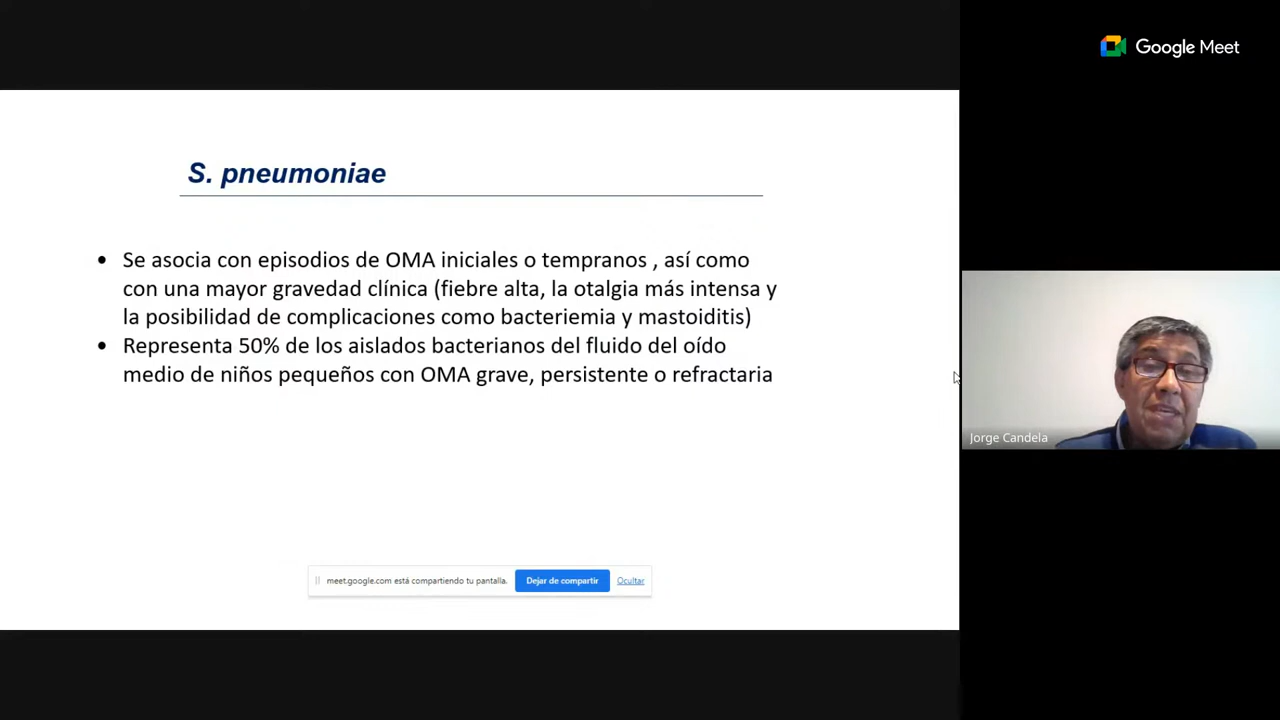 Google Meet
S. pneumoniae
• Se asocia con episodios de OMA iniciales o tempranos , así como
con una mayor gravedad clínica (fiebre alta, la otalgia más intensa y
la posibilidad de complicaciones como bacteriemia y mastoiditis)
• Representa 50% de los aislados bacterianos del fluido del oído
medio de niños pequeños con OMA grave, persistente o refractaria
Jorge Candela
meet.google.com está compartiendo tu pantalla. Dejar de compartir Ocultar